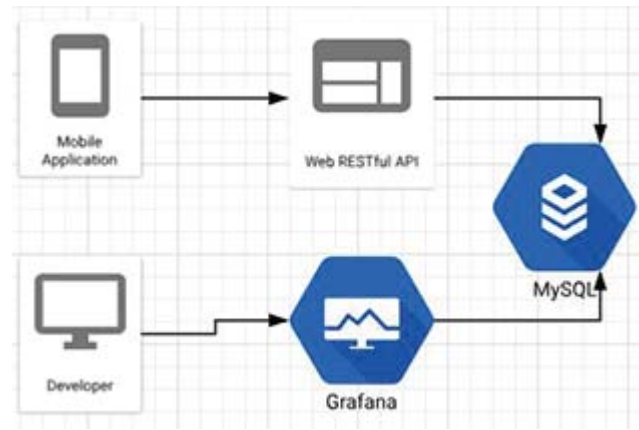 Mobile
Application
Web RESTful API
MySQL
Developer
Grafana